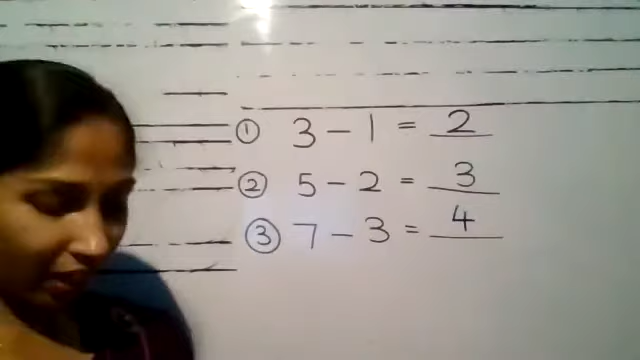 ① 3 - 1 = 2
② 5 - 2 = 3
③ 7 - 3 = 4